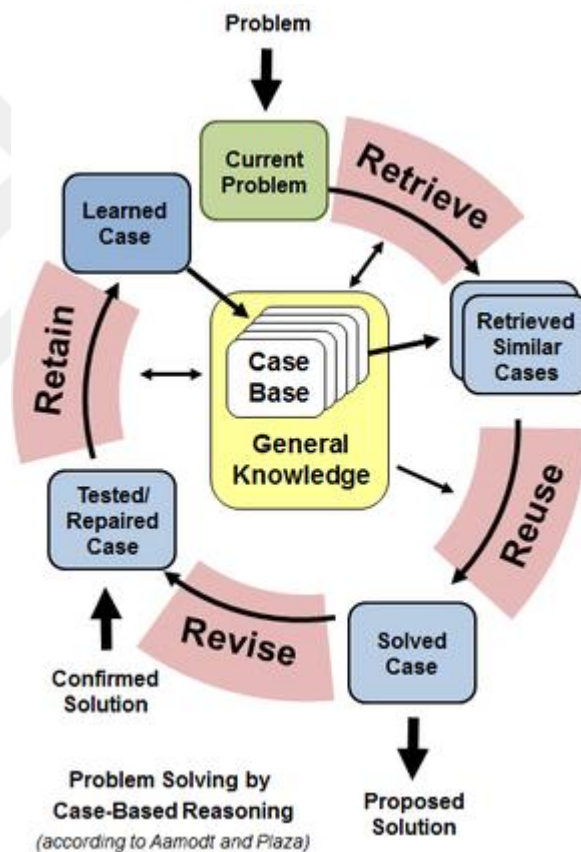 Problem
Current
Problem
Retrieve
Learned
Case
Retrieved
Similar
Cases
Case
Base
General
Knowledge
Retain
Reuse
Tested/
Repaired
Case
Revise
Solved
Case
Confirmed
Solution
Proposed
Solution
Problem Solving by
Case-Based Reasoning
(according to Aamodt and Plaza)